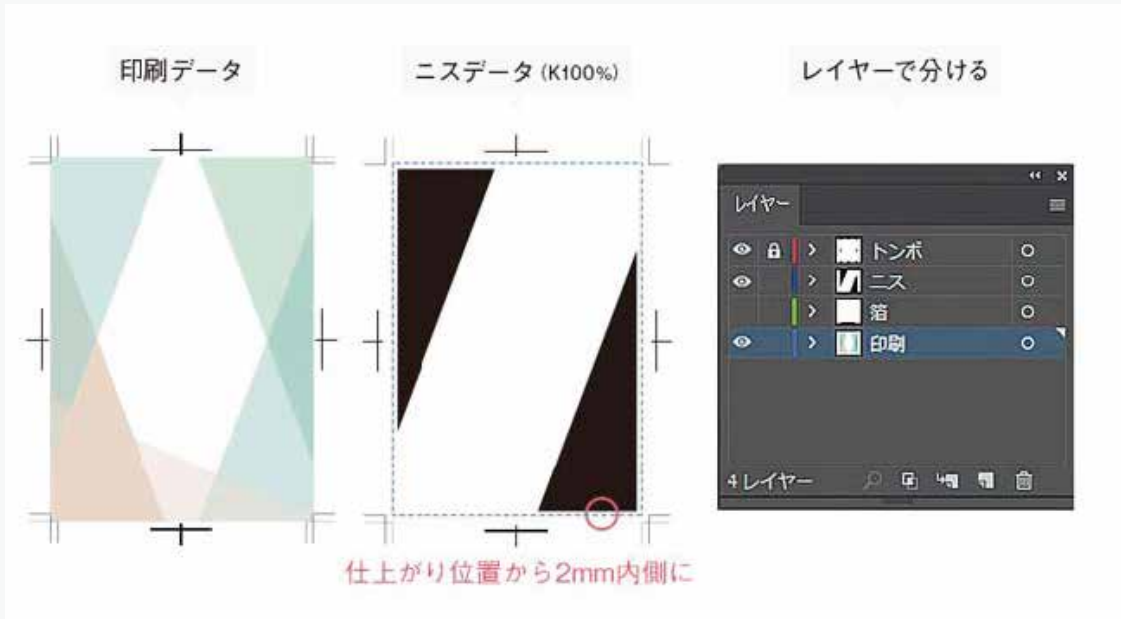 印刷データ
ニスデータ(K100%)
レイヤーで分ける
レイヤー
トンボ
ニス
箔
印刷
4レイヤー
仕上がり位置から2mm内側に